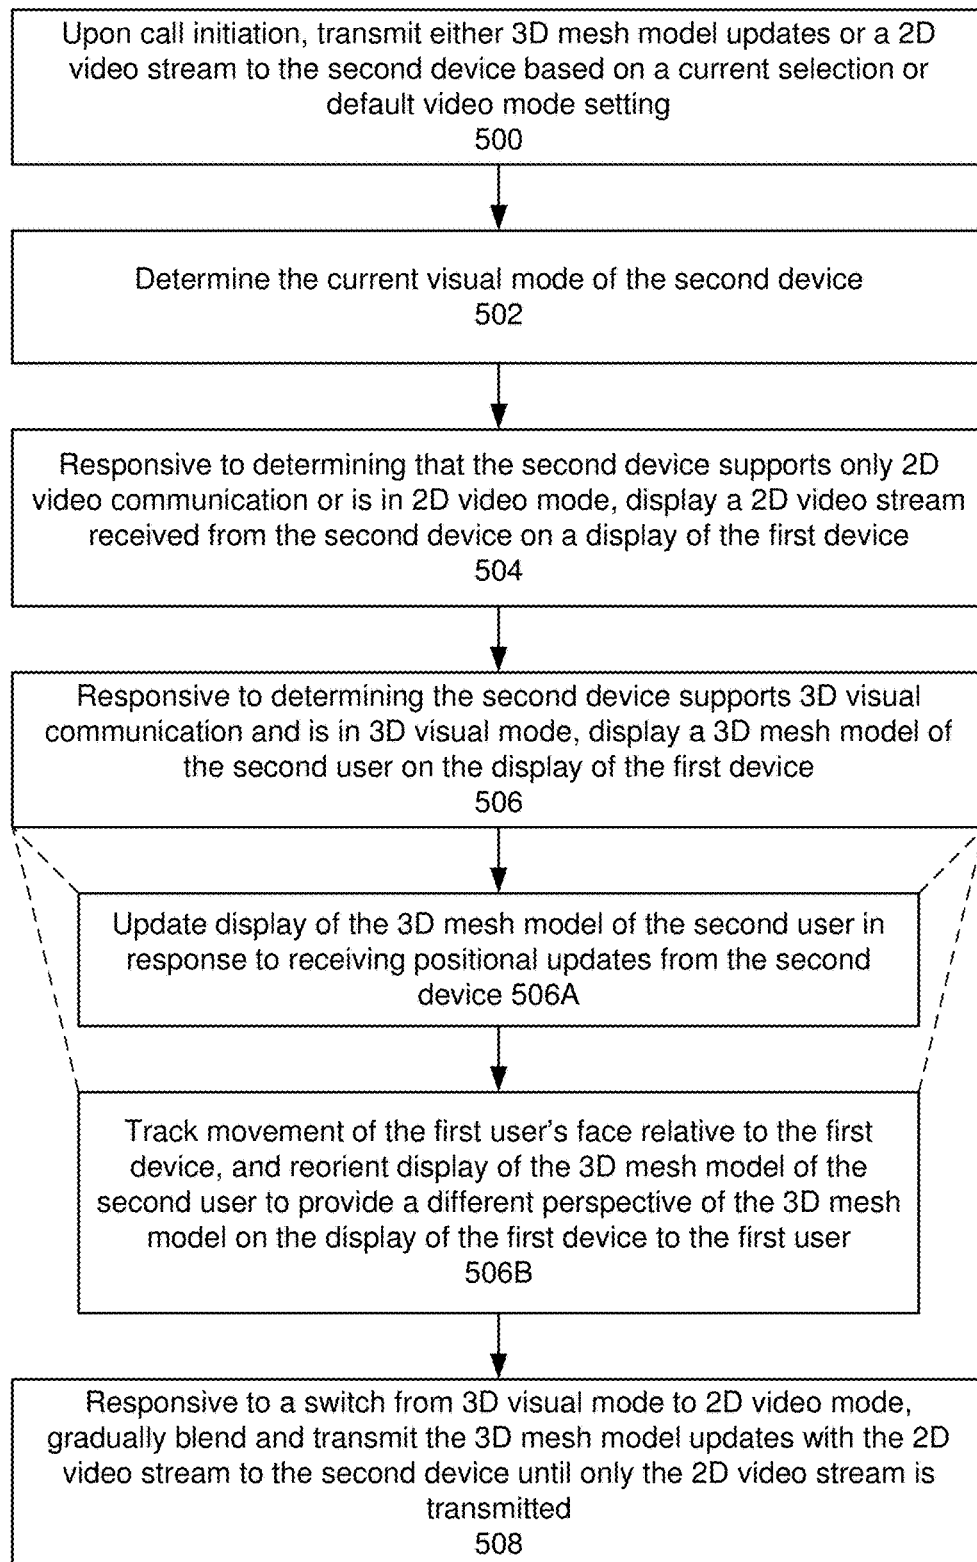 Upon call initiation, transmit either 3D mesh model updates or a 2D
video stream to the second device based on a current selection or
default video mode setting
500
Determine the current visual mode of the second device
502
Responsive to determining that the second device supports only 2D
video communication or is in 2D video mode, display a 2D video stream
received from the second device on a display of the first device
504
Responsive to determining the second device supports 3D visual
communication and is in 3D visual mode, display a 3D mesh model of
the second user on the display of the first device
506
Update display of the 3D mesh model of the second user in
response to receiving positional updates from the second
device 506A
Track movement of the first user's face relative to the first
device, and reorient display of the 3D mesh model of the
second user to provide a different perspective of the 3D mesh
model on the display of the first device to the first user
506B
Responsive to a switch from 3D visual mode to 2D video mode,
gradually blend and transmit the 3D mesh model updates with the 2D
video stream to the second device until only the 2D video stream is
transmitted
508